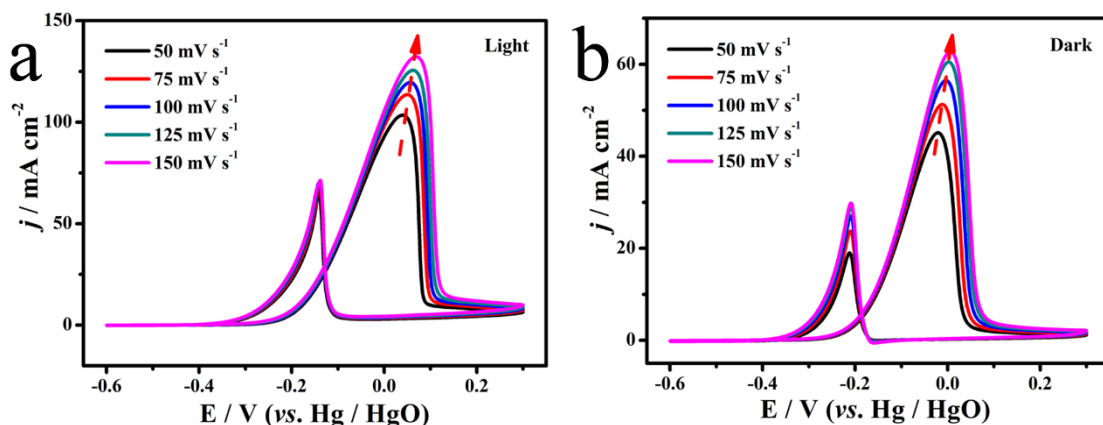 a
Light
50 mV s⁻¹
75 mV s⁻¹
100 mV s⁻¹
125 mV s⁻¹
150 mV s⁻¹
j / mA cm⁻²
150
100
50
0
-0.6
-0.4
-0.2
0.0
0.2
E / V (vs. Hg / HgO)
b
Dark
50 mV s⁻¹
75 mV s⁻¹
100 mV s⁻¹
125 mV s⁻¹
150 mV s⁻¹
j / mA cm⁻²
60
40
20
0
-0.6
-0.4
-0.2
0.0
0.2
E / V (vs. Hg / HgO)